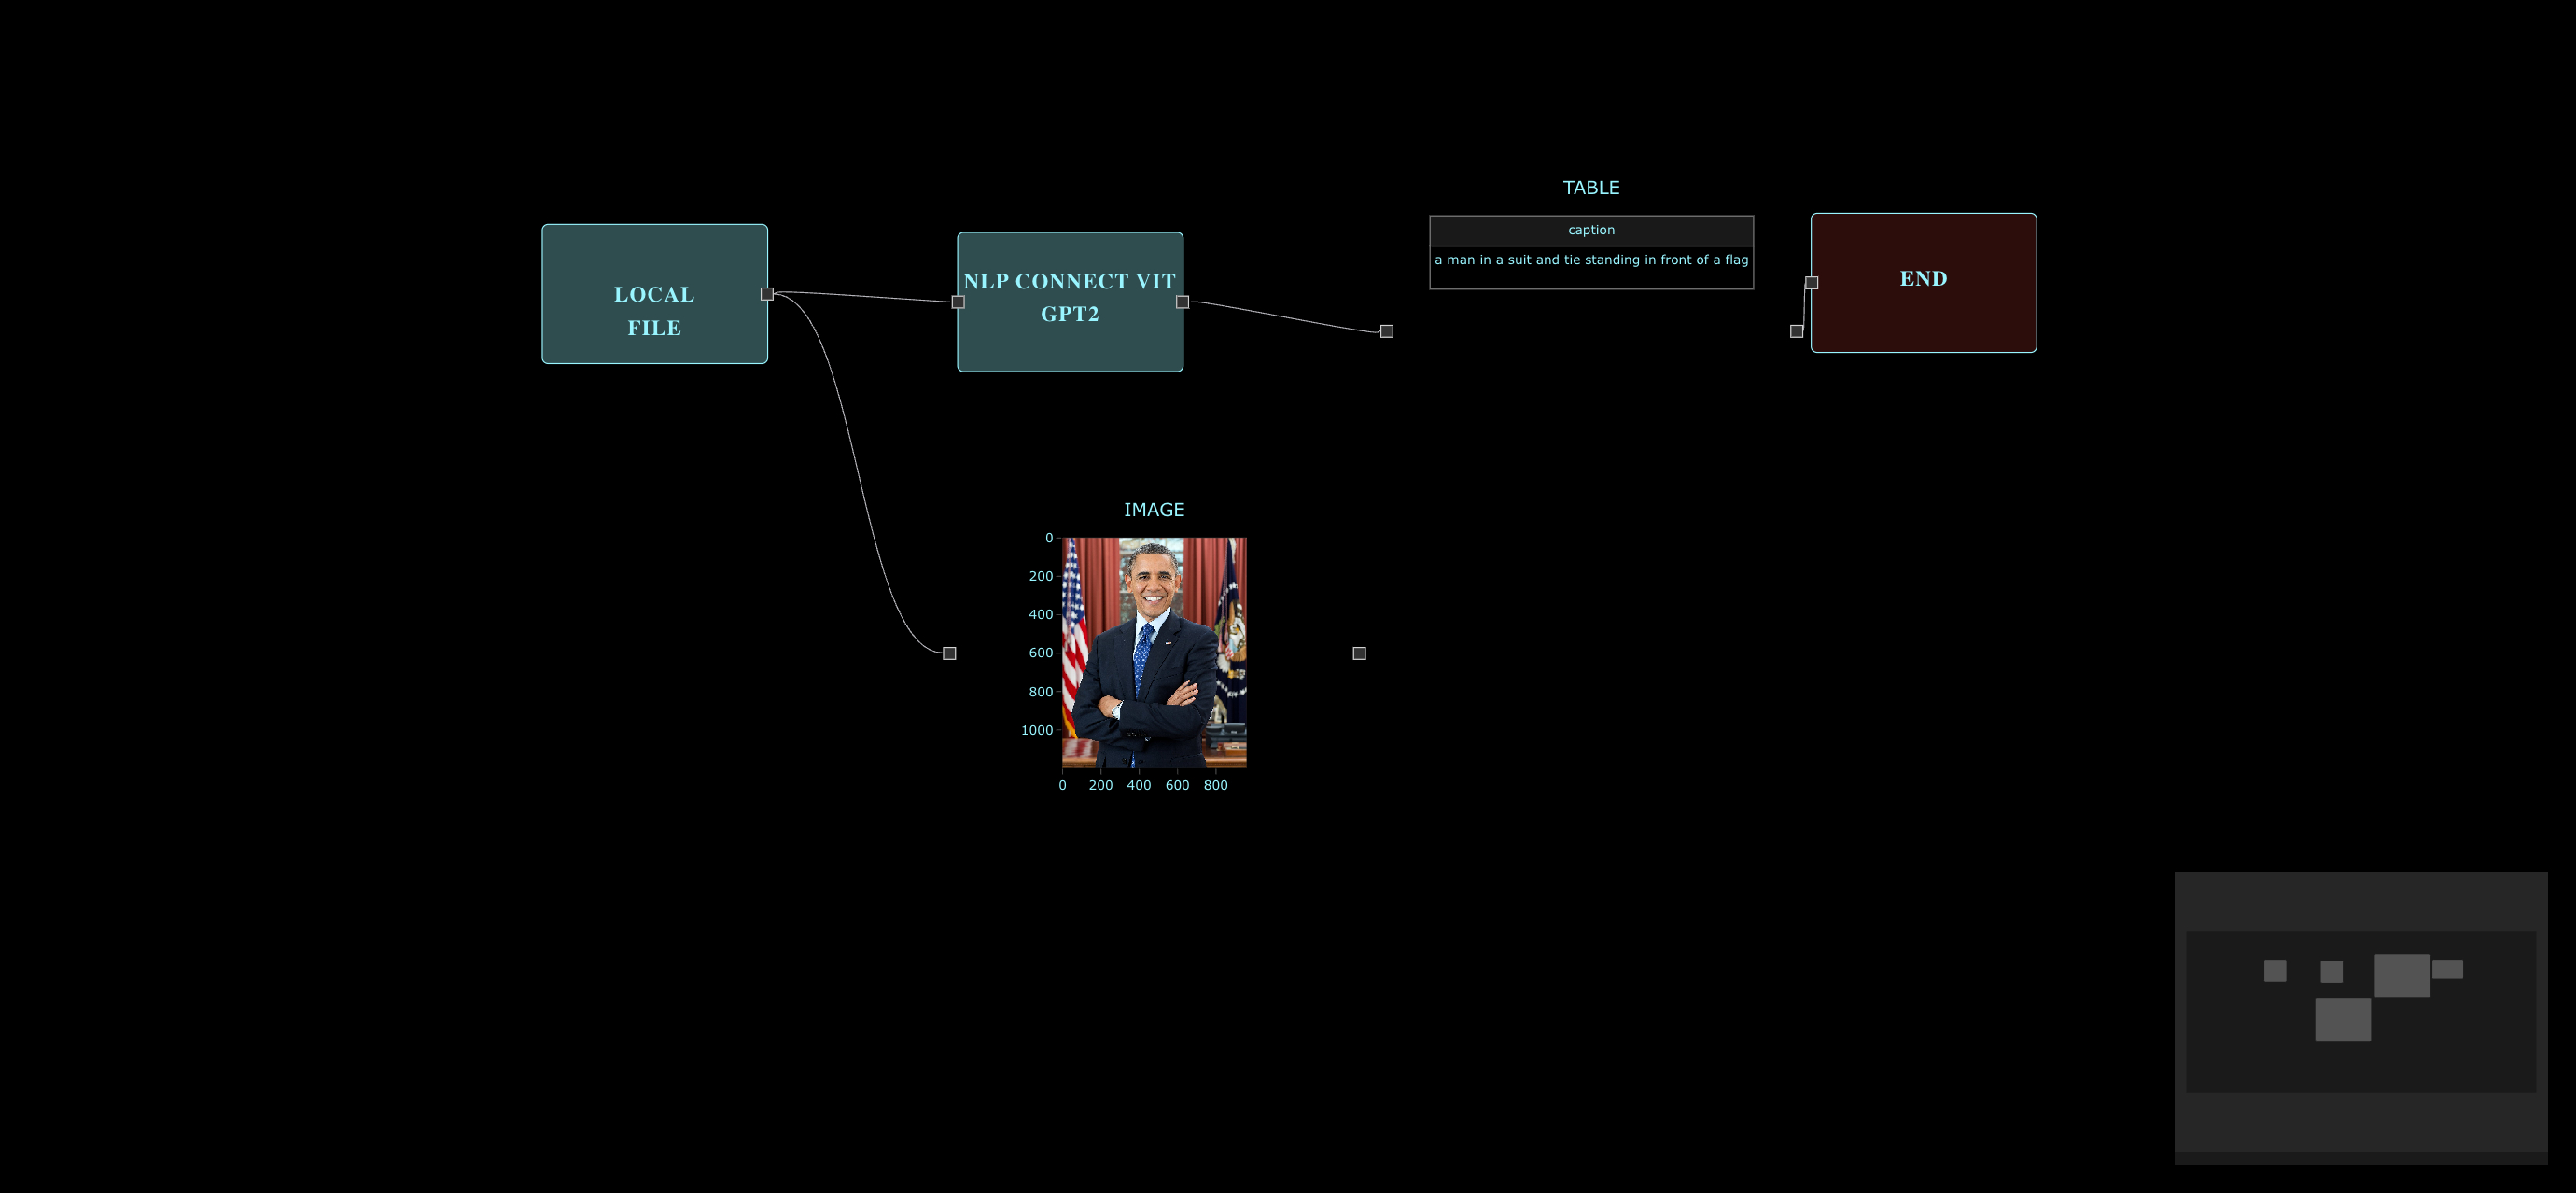 TABLE
caption
a man in a suit and tie standing in front of a flag
LOCAL
FILE
NLP CONNECT VIT
GPT2
END
IMAGE
0
200
400
600
800
1000
0 200 400 600 800